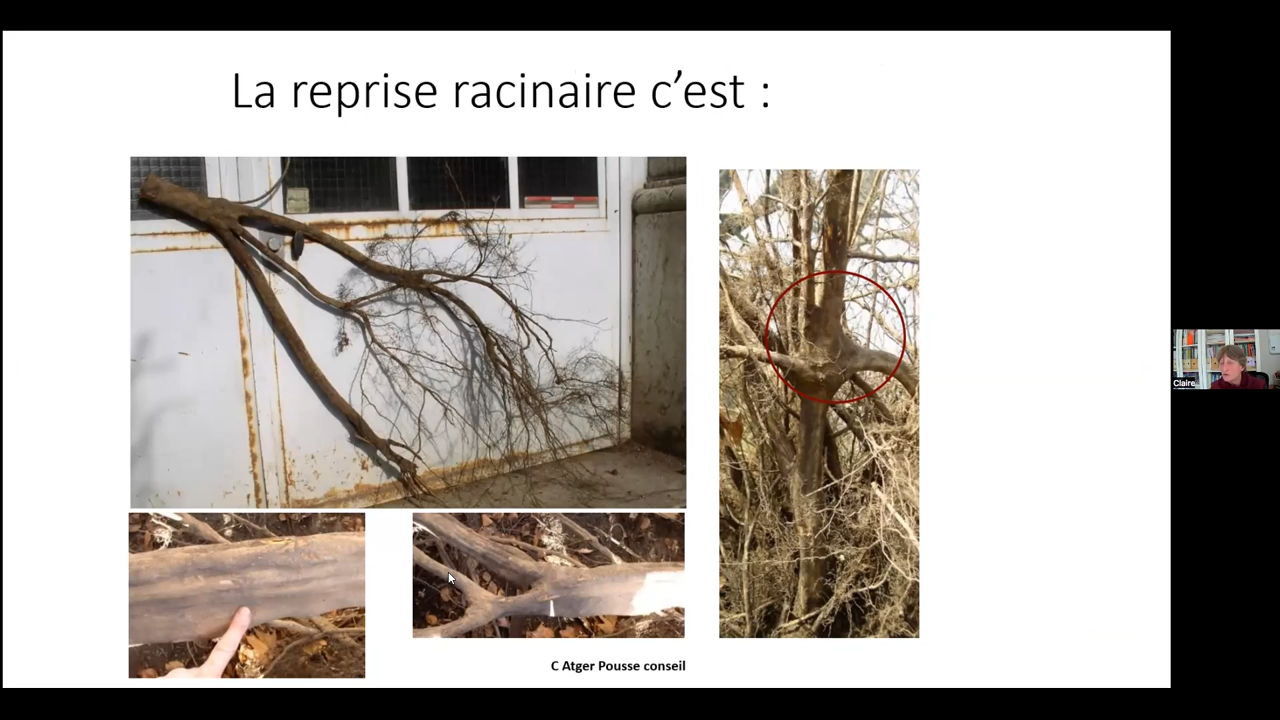 La reprise racinaire c’est :
Claire
C Atger Pousse conseil